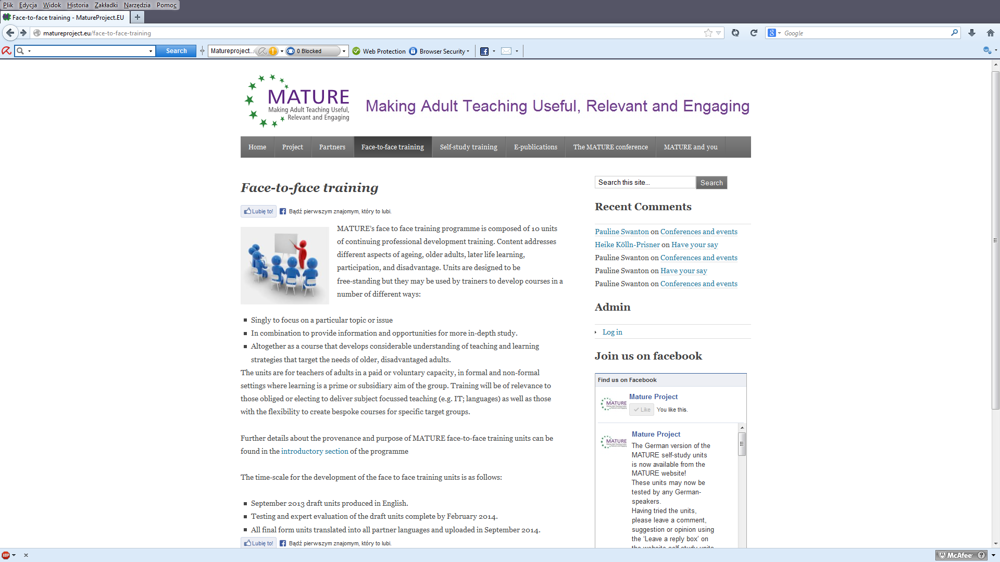 Plik Edycja Widok Historia Zakładki Narzędzia Pomoc
Face-to-face training - MatureProject.EU
matureproject.eu/face-to-face-training
Google
Search
Matureproject...
0 Blocked
Web Protection
Browser Security
MATURE
Making Adult Teaching Useful,
Relevant and Engaging
Making Adult Teaching Useful, Relevant and Engaging
Home Project Partners Face-to-face training Self-study training E-publications The MATURE conference MATURE and you
Face-to-face training
Lubię to! Bądź pierwszym znajomym, który to lubi.
MATURE's face to face training programme is composed of 10 units
of continuing professional development training. Content addresses
different aspects of ageing, older adults, later life learning,
participation, and disadvantage. Units are designed to be
free-standing but they may be used by trainers to develop courses in a
number of different ways:
Singly to focus on a particular topic or issue
In combination to provide information and opportunities for more in-depth study.
Altogether as a course that develops considerable understanding of teaching and learning
strategies that target the needs of older, disadvantaged adults.
The units are for teachers of adults in a paid or voluntary capacity, in formal and non-formal
settings where learning is a prime or subsidiary aim of the group. Training will be of relevance to
those obliged or electing to deliver subject focussed teaching (e.g. IT; languages) as well as those
with the flexibility to create bespoke courses for specific target groups.
Further details about the provenance and purpose of MATURE face-to-face training units can be
found in the introductory section of the programme
The time-scale for the development of the face to face training units is as follows:
September 2013 draft units produced in English.
Testing and expert evaluation of the draft units complete by February 2014.
All final form units translated into all partner languages and uploaded in September 2014.
Lubię to! Bądź pierwszym znajomym, który to lubi.
Search this site... Search
Recent Comments
Pauline Swanton on Conferences and events
Heike Kölln-Prisner on Have your say
Pauline Swanton on Conferences and events
Pauline Swanton on Have your say
Pauline Swanton on Conferences and events
Admin
Log in
Join us on facebook
Find us on Facebook
Mature Project
Like You like this.
Mature Project
The German version of the
MATURE self-study units
is now available from the
MATURE website!
These units may now be
tested by any German-
speakers.
Having tried the units,
please leave a comment,
suggestion or opinion using
the 'Leave a reply box' on
the website self study units
ABP
McAfee